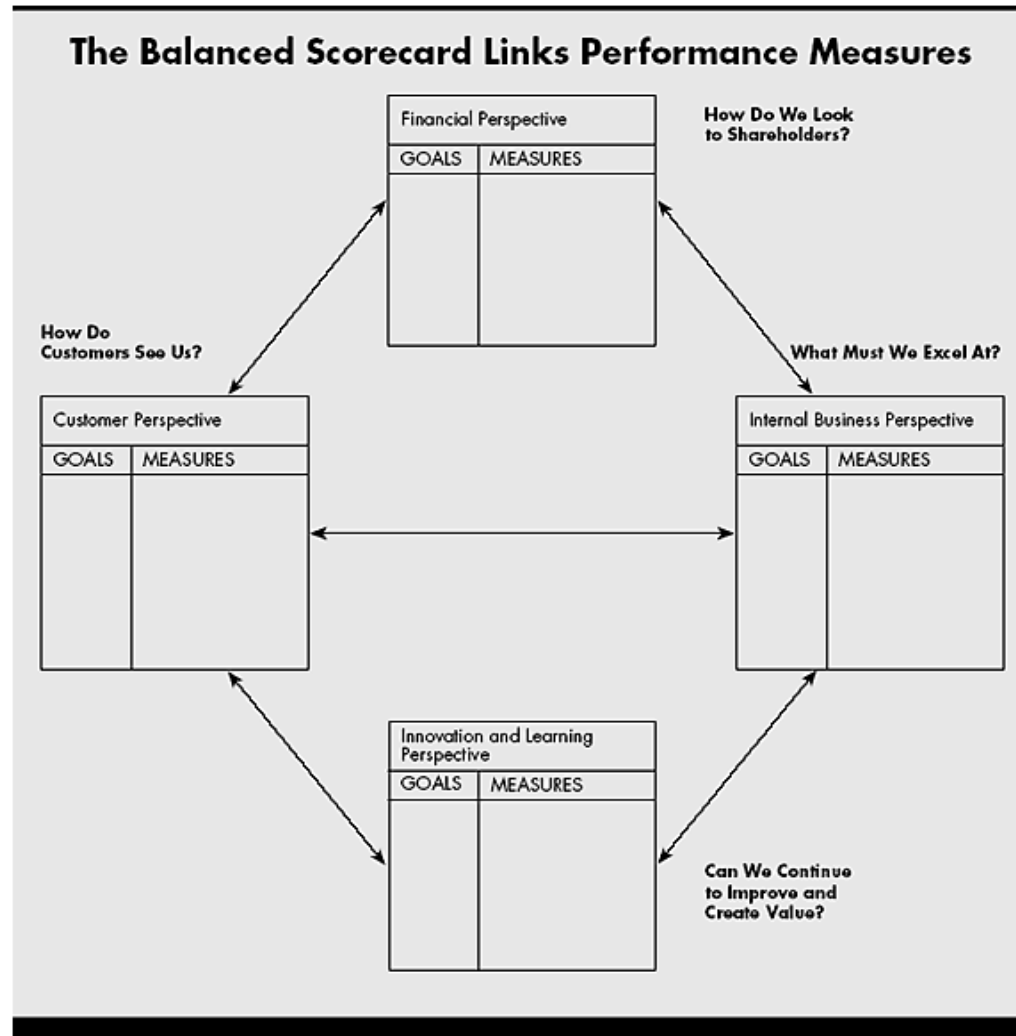 The Balanced Scorecard Links Performance Measures
Financial Perspective
GOALS MEASURES
How Do We Look
to Shareholders?
How Do
Customers See Us?
What Must We Excel At?
Customer Perspective
GOALS MEASURES
Internal Business Perspective
GOALS MEASURES
Innovation and Learning
Perspective
GOALS MEASURES
Can We Continue
to Improve and
Create Value?